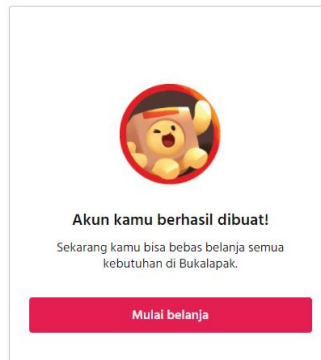 Akun kamu berhasil dibuat!
Sekarang kamu bisa bebas belanja semua
kebutuhan di Bukalapak.
Mulai belanja